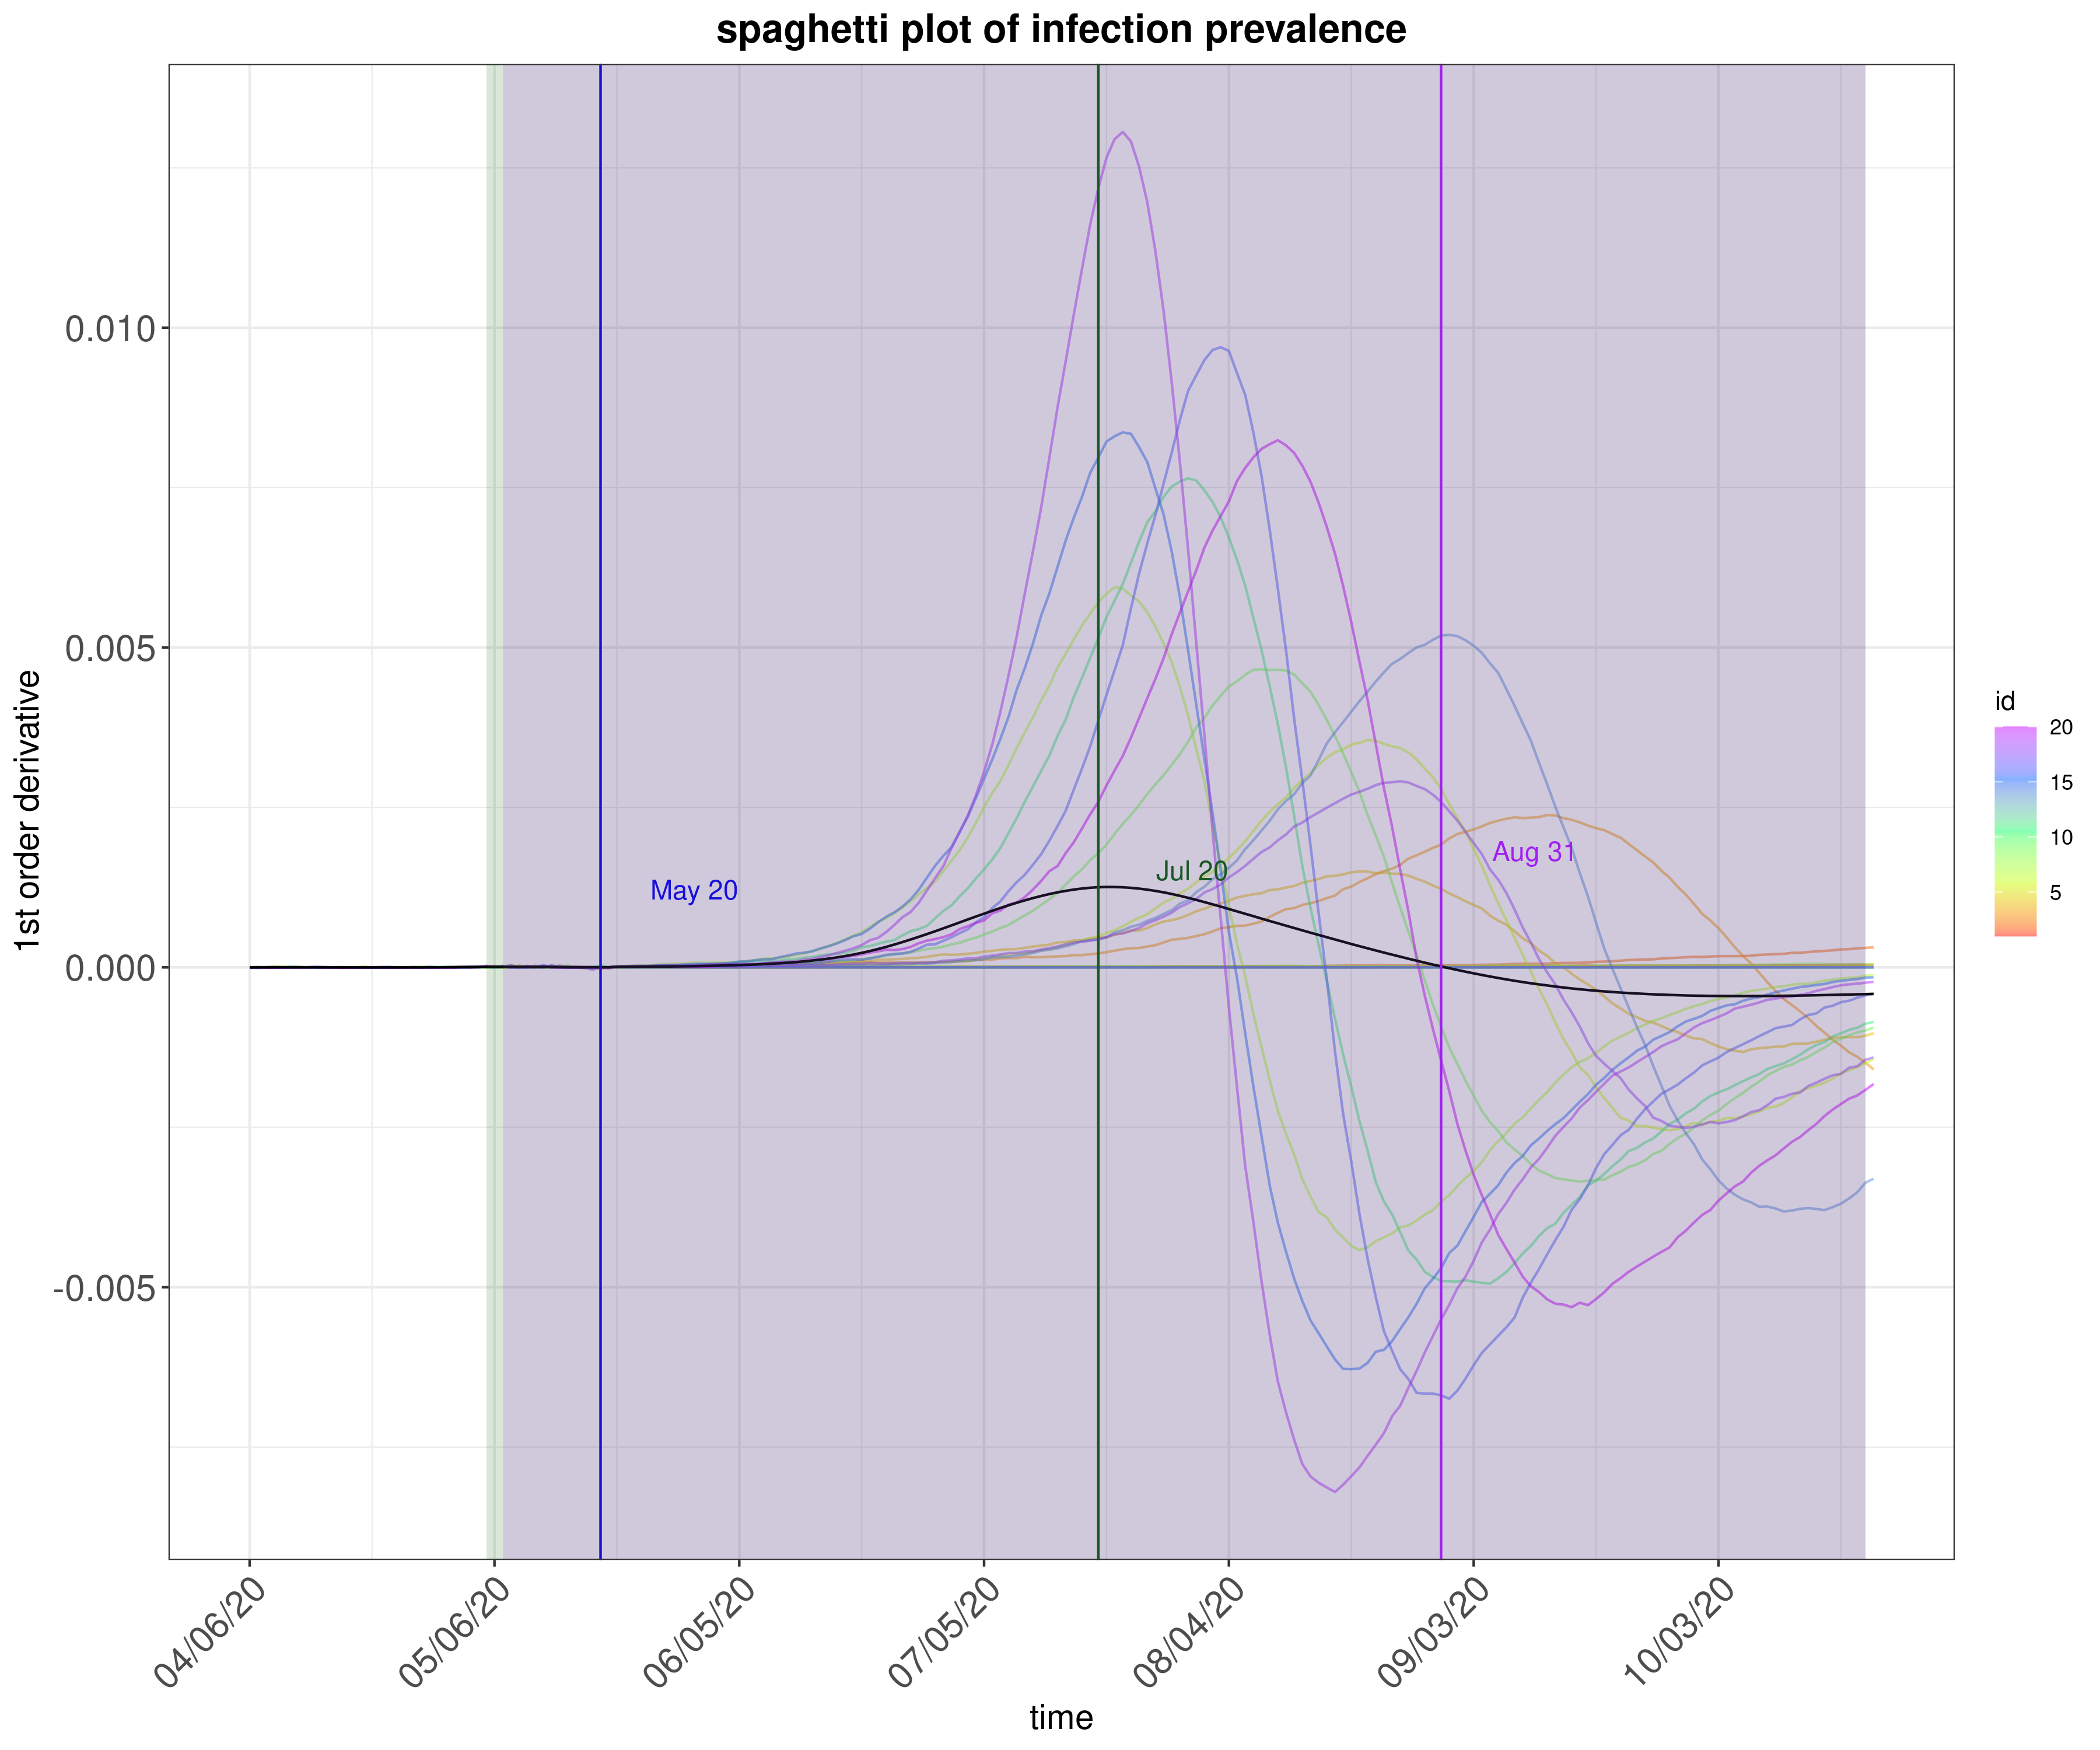 spaghetti plot of infection prevalence
1st order derivative
0.010
0.005
0.000
-0.005
May 20
Jul 20
Aug 31
id
20
15
10
5
04/06/20
05/06/20
06/05/20
07/05/20
08/04/20
09/03/20
10/03/20
time